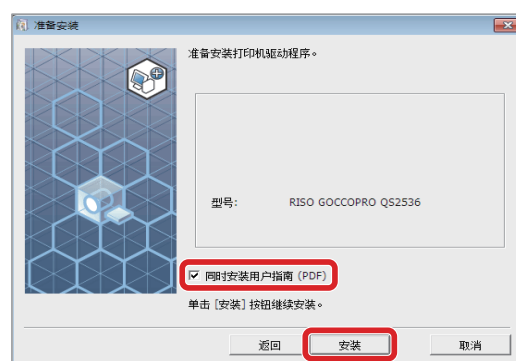 准备安装
准备安装打印机驱动程序。
型号: RISO GOCCOPRO QS2536
同时安装用户指南 (PDF)
单击 [安装] 按钮继续安装。
返回 安装 取消